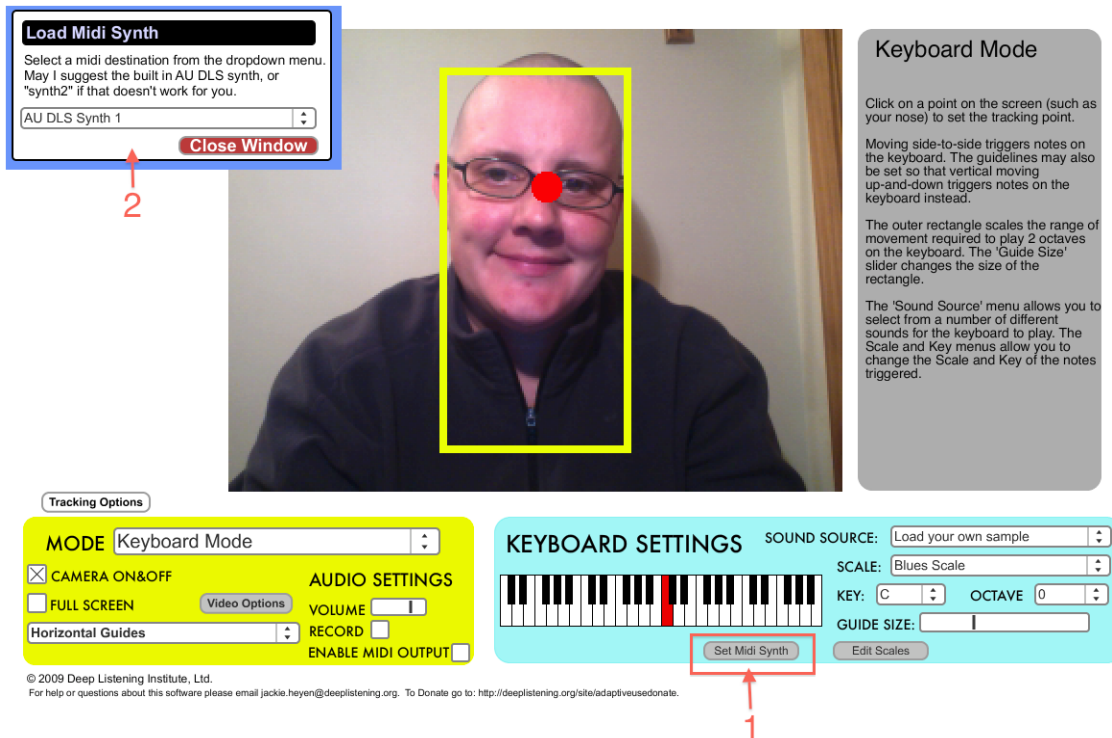 Load Midi Synth
Select a midi destination from the dropdown menu.
May I suggest the built in AU DLS synth, or
"synth2" if that doesn't work for you.
AU DLS Synth 1
Close Window
2
Keyboard Mode
Click on a point on the screen (such as
your nose) to set the tracking point.
Moving side-to-side triggers notes on
the keyboard. The guidelines may also
be set so that vertical moving
up-and-down triggers notes on the
keyboard instead.
The outer rectangle scales the range of
movement required to play 2 octaves
on the keyboard. The 'Guide Size'
slider changes the size of the
rectangle.
The 'Sound Source' menu allows you to
select from a number of different
sounds for the keyboard to play. The
Scale and Key menus allow you to
change the Scale and Key of the notes
triggered.
Tracking Options
MODE Keyboard Mode
CAMERA ON&OFF
FULL SCREEN Video Options
Horizontal Guides
AUDIO SETTINGS
VOLUME
RECORD
ENABLE MIDI OUTPUT
KEYBOARD SETTINGS
SOUND SOURCE: Load your own sample
SCALE: Blues Scale
KEY: C OCTAVE 0
GUIDE SIZE:
Set Midi Synth Edit Scales
1
© 2009 Deep Listening Institute, Ltd.
For help or questions about this software please email jackie.heyen@deeplistening.org. To Donate go to: http://deeplistening.org/site/adaptiveusedonate.